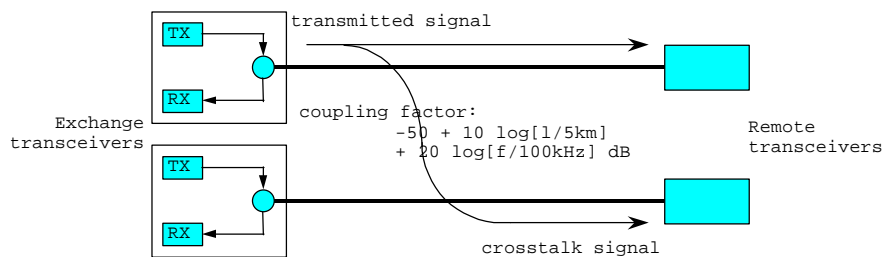 transmitted signal
TX
RX
coupling factor:
-50 + 10 log[l/5km]
+ 20 log[f/100kHz] dB
Exchange
transceivers
Remote
transceivers
TX
RX
crosstalk signal